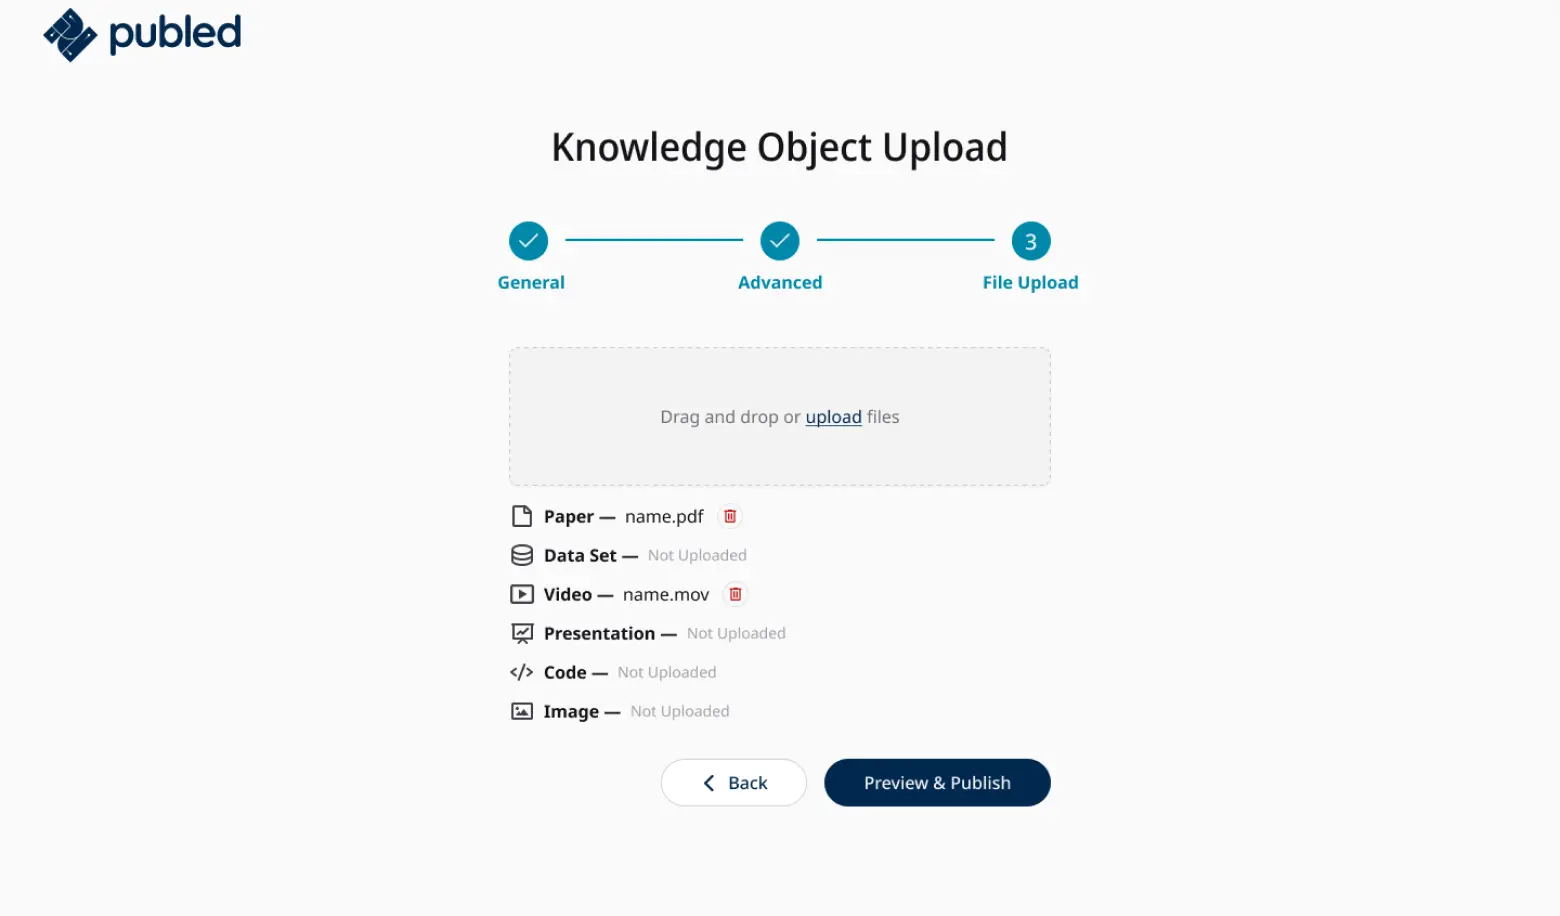 publed
Knowledge Object Upload
3
General
Advanced
File Upload
Drag and drop or upload files
Paper — name.pdf
Data Set — Not Uploaded
Video — name.mov
Presentation — Not Uploaded
Code — Not Uploaded
Image — Not Uploaded
Back
Preview & Publish